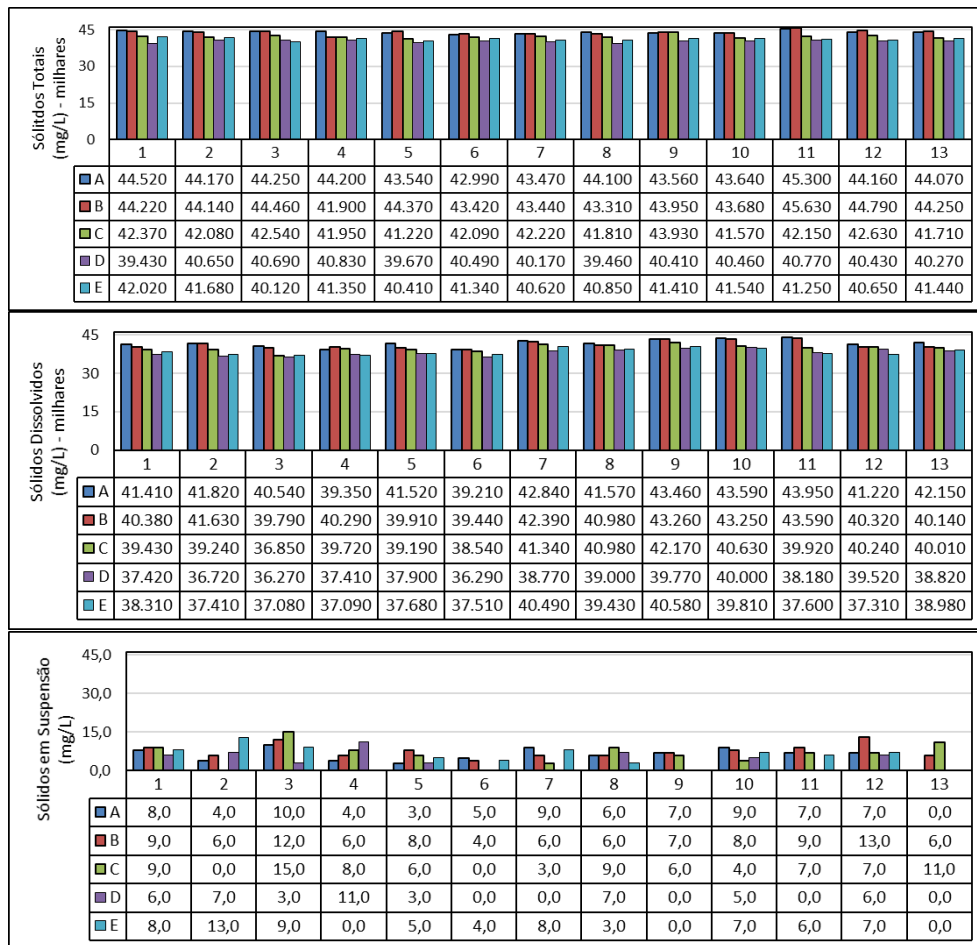 Sólitdos Totais
(mg/L) - milhares
45
30
15
0
1 2 3 4 5 6 7 8 9 10 11 12 13
A 44.520 44.170 44.250 44.200 43.540 42.990 43.470 44.100 43.560 43.640 45.300 44.160 44.070
B 44.220 44.140 44.460 41.900 44.370 43.420 43.440 43.310 43.950 43.680 45.630 44.790 44.250
C 42.370 42.080 42.540 41.950 41.220 42.090 42.220 41.810 43.930 41.570 42.150 42.630 41.710
D 39.430 40.650 40.690 40.830 39.670 40.490 40.170 39.460 40.410 40.460 40.770 40.430 40.270
E 42.020 41.680 40.120 41.350 40.410 41.340 40.620 40.850 41.410 41.540 41.250 40.650 41.440
Sólidos Dissolvidos
(mg/L) - milhares
45
30
15
0
1 2 3 4 5 6 7 8 9 10 11 12 13
A 41.410 41.820 40.540 39.350 41.520 39.210 42.840 41.570 43.460 43.590 43.950 41.220 42.150
B 40.380 41.630 39.790 40.290 39.910 39.440 42.390 40.980 43.260 43.250 43.590 40.320 40.140
C 39.430 39.240 36.850 39.720 39.190 38.540 41.340 40.980 42.170 40.630 39.920 40.240 40.010
D 37.420 36.720 36.270 37.410 37.900 36.290 38.770 39.000 39.770 40.000 38.180 39.520 38.820
E 38.310 37.410 37.080 37.090 37.680 37.510 40.490 39.430 40.580 39.810 37.600 37.310 38.980
Sólidos em Suspensão
(mg/L)
45,0
30,0
15,0
0,0
1 2 3 4 5 6 7 8 9 10 11 12 13
A 8,0 4,0 10,0 4,0 3,0 5,0 9,0 6,0 7,0 9,0 7,0 7,0 0,0
B 9,0 6,0 12,0 6,0 8,0 4,0 6,0 6,0 7,0 8,0 9,0 13,0 6,0
C 9,0 0,0 15,0 8,0 6,0 0,0 3,0 9,0 6,0 4,0 7,0 7,0 11,0
D 6,0 7,0 3,0 11,0 3,0 0,0 0,0 7,0 0,0 5,0 0,0 6,0 0,0
E 8,0 13,0 9,0 0,0 5,0 4,0 8,0 3,0 0,0 7,0 6,0 7,0 0,0